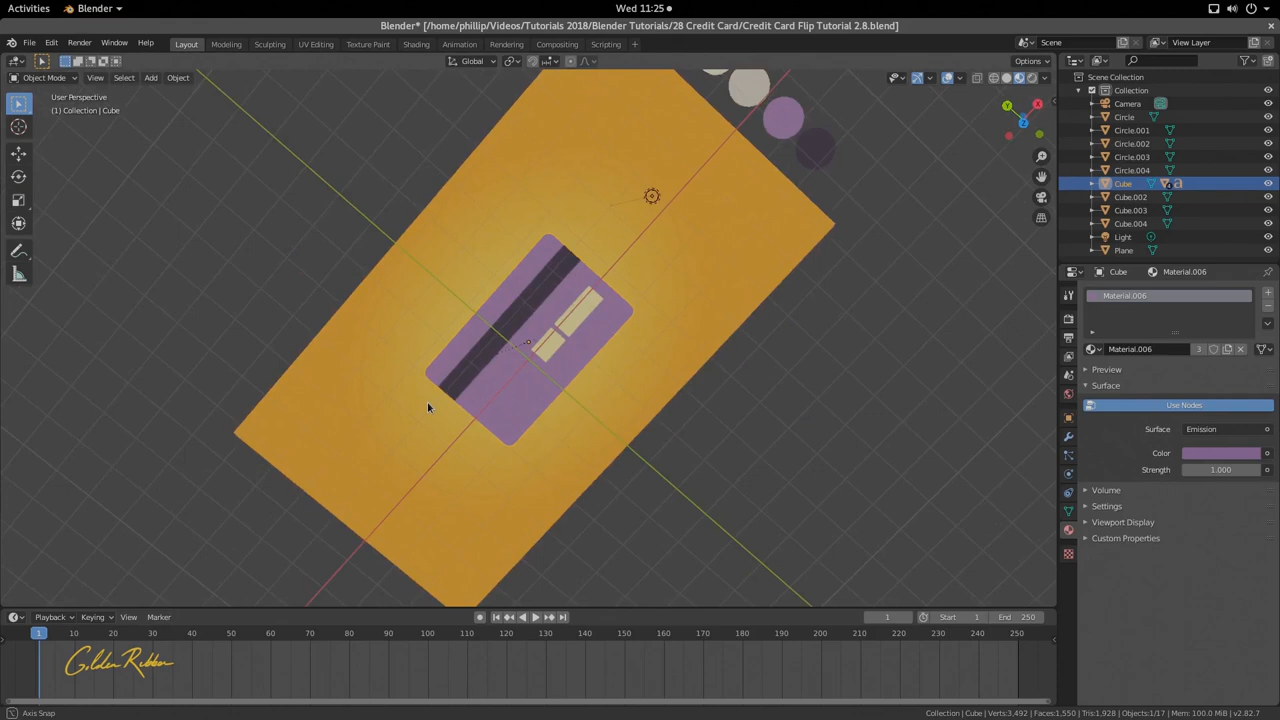 Activities
Blender
Wed 11:25
Blender* [/home/phillip/Videos/Tutorials 2018/Blender Tutorials/28 Credit Card/Credit Card Flip Tutorial 2.8.blend]
File Edit Render Window Help
Layout Modeling Sculpting UV Editing Texture Paint Shading Animation Rendering Compositing Scripting +
Scene
View Layer
Global
Options
Object Mode View Select Add Object
User Perspective
(1) Collection | Cube
Y X Z
Scene Collection
Collection
Camera
Circle
Circle.001
Circle.002
Circle.003
Circle.004
Cube
Cube.002
Cube.003
Cube.004
Light
Plane
Cube Material.006
Material.006
Material.006 3
Preview
Surface
Use Nodes
Surface Emission
Color
Strength 1.000
Volume
Settings
Viewport Display
Custom Properties
Playback Keying View Marker
1 Start 1 End 250
1 10 20 30 40 50 60 70 80 90 100 110 120 130 140 150 160 170 180 190 200 210 220 230 240 250
Golden Ribbon
Axis Snap
Collection | Cube | Verts:3,492 | Faces:1,550 | Tris:1,928 | Objects:1/17 | Mem: 100.0 MiB | v2.82.7